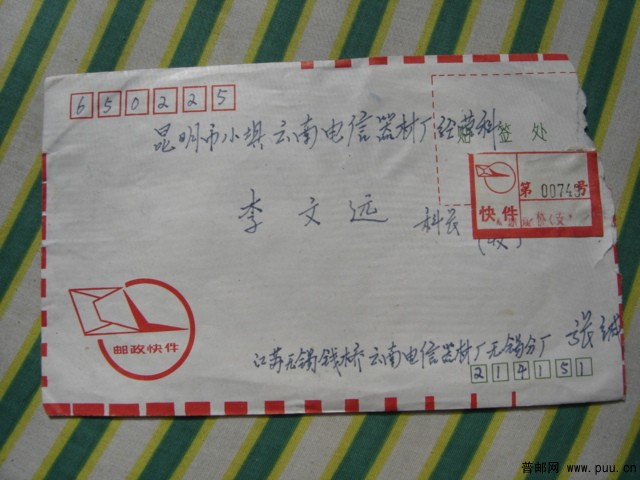 650225
昆明市小坝云南电信器材厂经营科
贴签处
第 00745号
快件
李文远 科长
(收)
邮政快件
江苏无锡钱桥云南电信器材厂无锡分厂 张
214151
普邮网 www.puu.cn